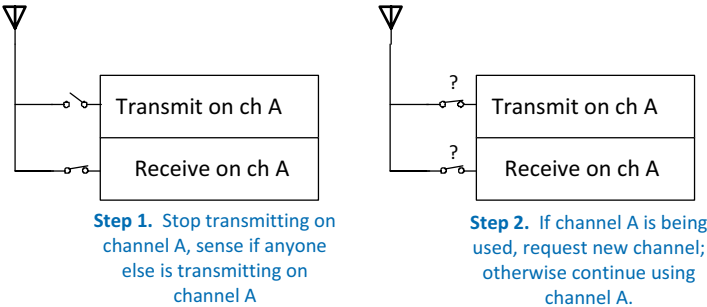 Transmit on ch A
Receive on ch A
Step 1. Stop transmitting on
channel A, sense if anyone
else is transmitting on
channel A
?
Transmit on ch A
?
Receive on ch A
Step 2. If channel A is being
used, request new channel;
otherwise continue using
channel A.